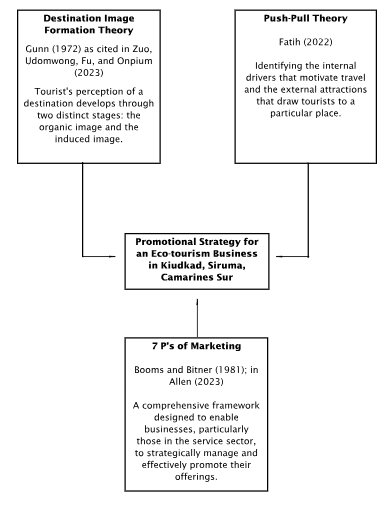 Destination Image
Formation Theory
Gunn (1972) as cited in Zuo,
Udomwong, Fu, and Onpium
(2023)
Tourist's perception of a
destination develops through
two distinct stages: the
organic image and the
induced image.
Push-Pull Theory
Fatih (2022)
Identifying the internal
drivers that motivate travel
and the external attractions
that draw tourists to a
particular place.
Promotional Strategy for
an Eco-tourism Business
in Kiudkad, Siruma,
Camarines Sur
7 P's of Marketing
Booms and Bitner (1981); in
Allen (2023)
A comprehensive framework
designed to enable
businesses, particularly
those in the service sector,
to strategically manage and
effectively promote their
offerings.